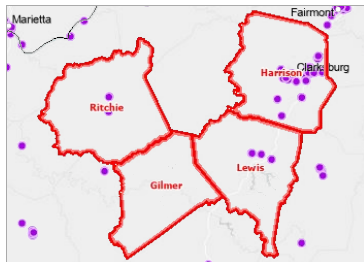 Fairmont
Marietta
Clarksburg
Harrison
Ritchie
Lewis
Gilmer